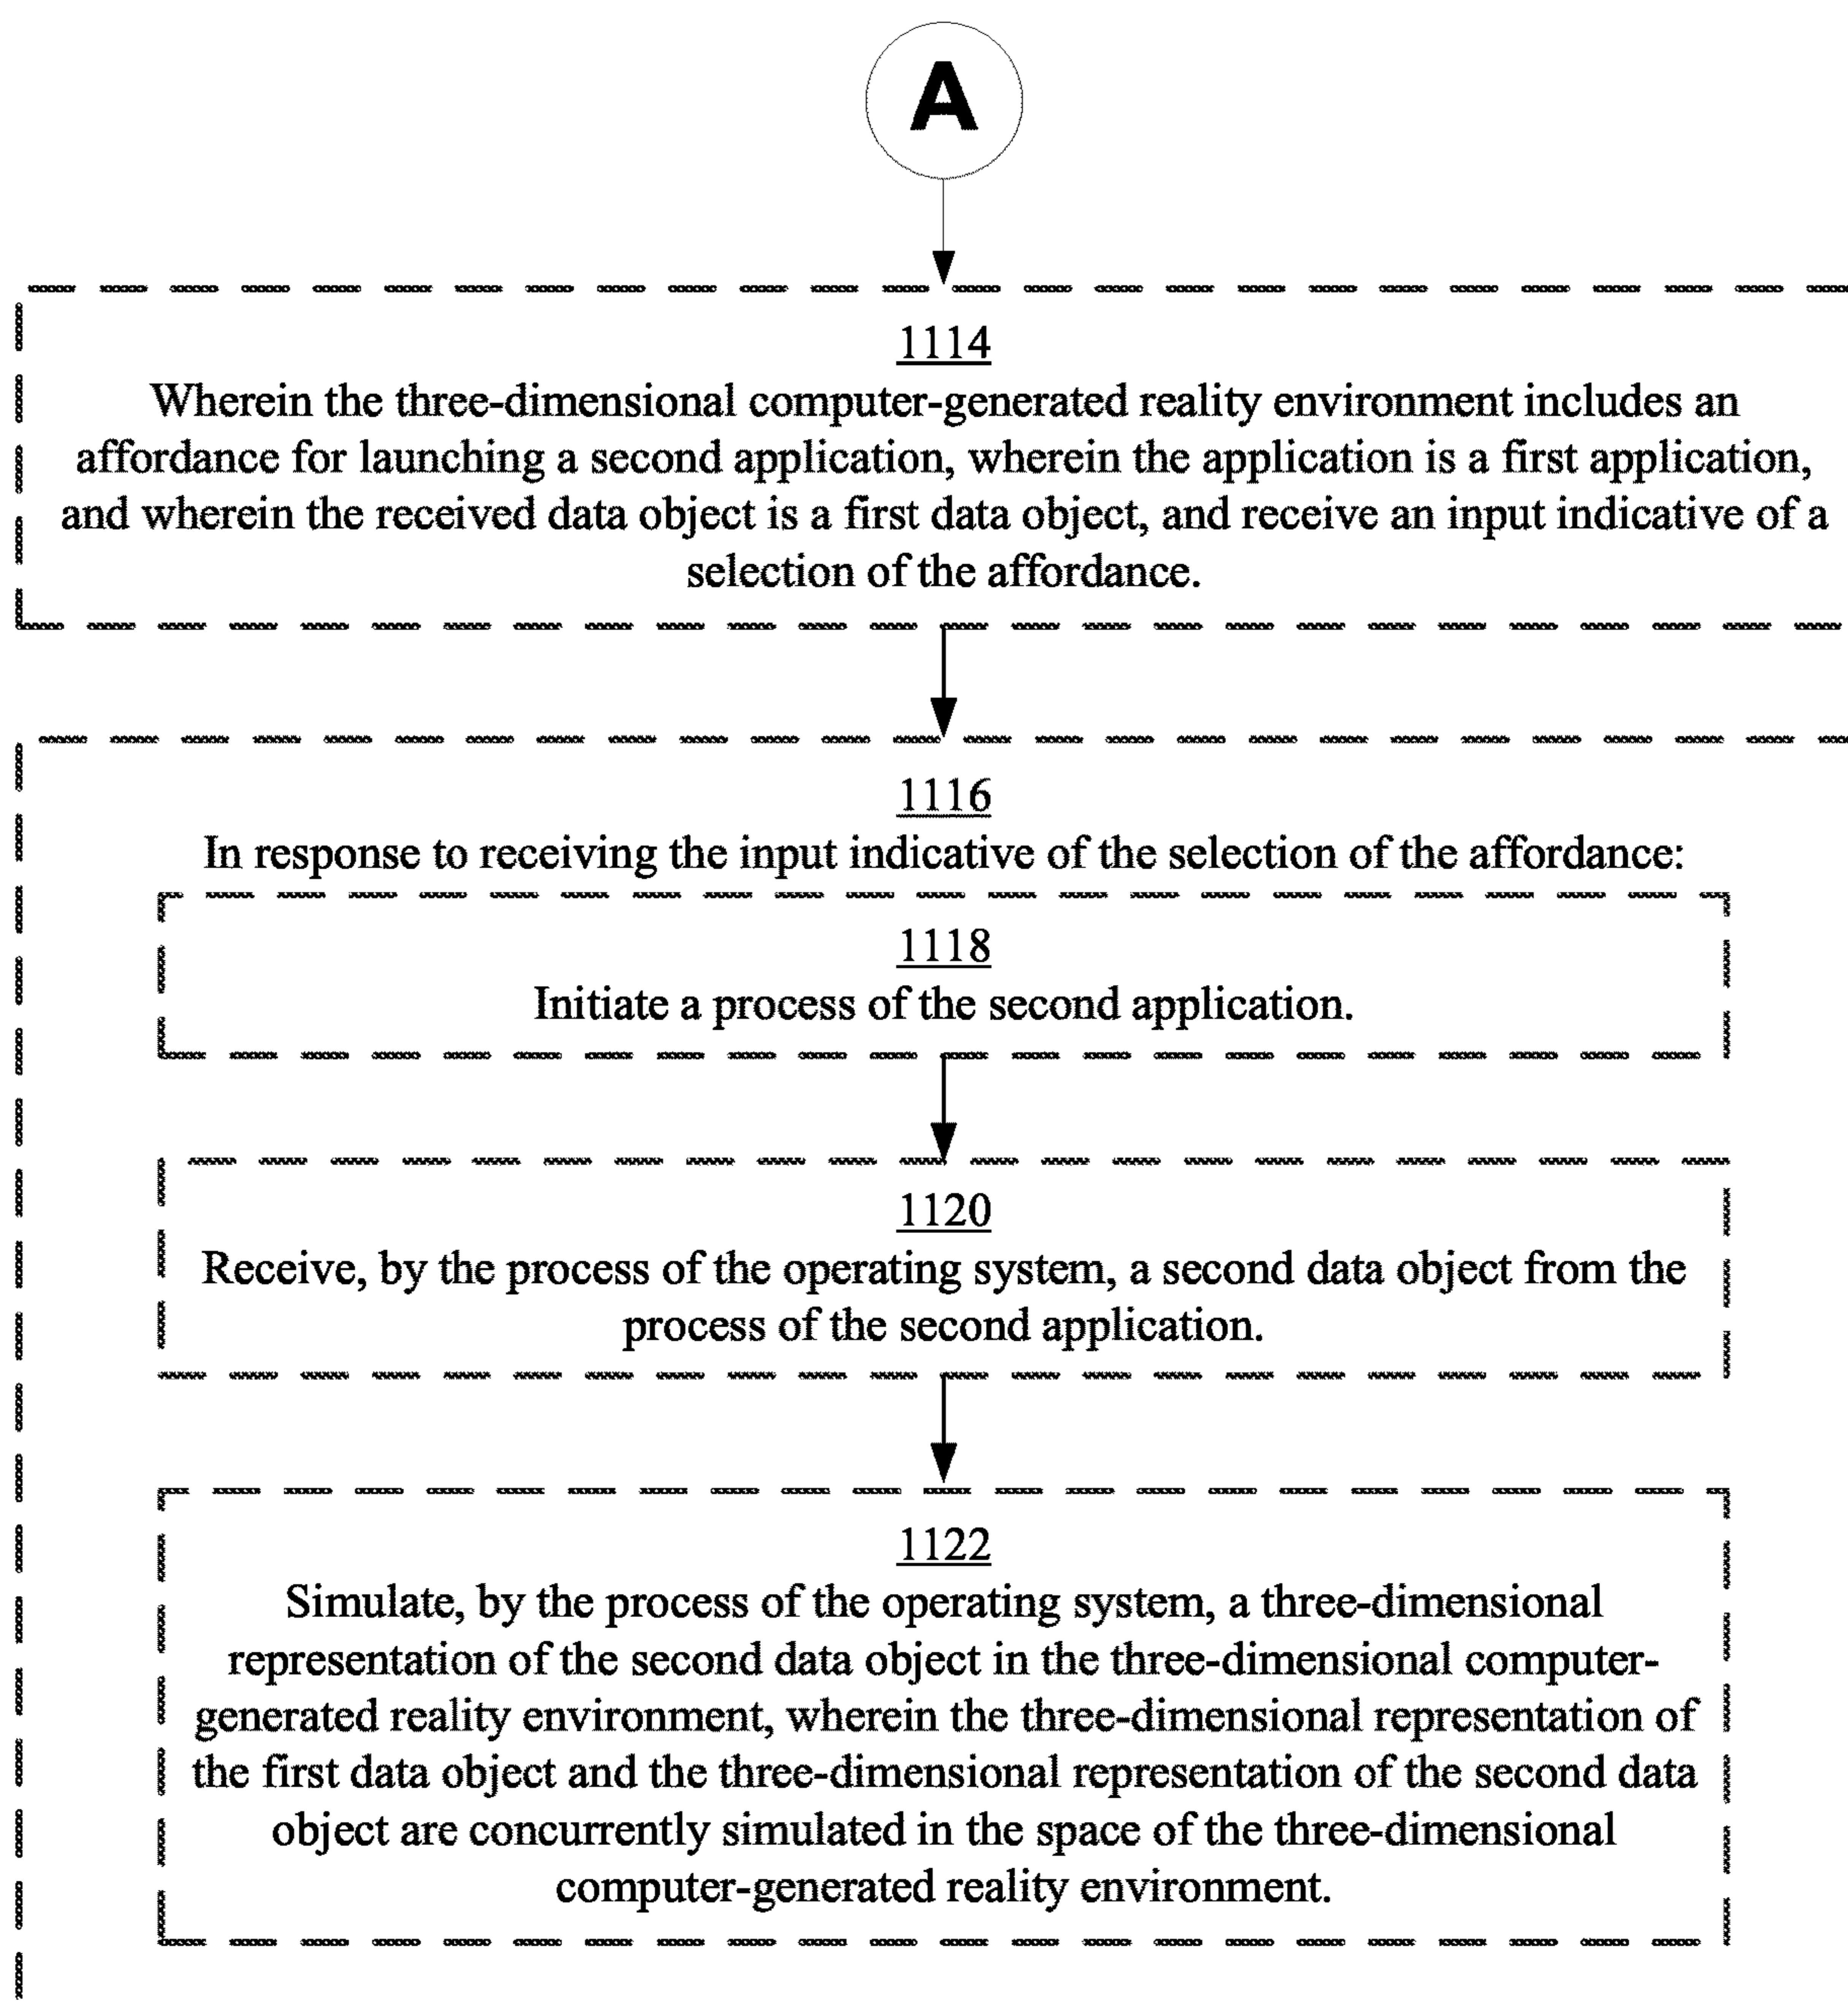 A
1114
Wherein the three-dimensional computer-generated reality environment includes an
affordance for launching a second application, wherein the application is a first application,
and wherein the received data object is a first data object, and receive an input indicative of a
selection of the affordance.
1116
In response to receiving the input indicative of the selection of the affordance:
1118
Initiate a process of the second application.
1120
Receive, by the process of the operating system, a second data object from the
process of the second application.
1122
Simulate, by the process of the operating system, a three-dimensional
representation of the second data object in the three-dimensional computer-
generated reality environment, wherein the three-dimensional representation of
the first data object and the three-dimensional representation of the second data
object are concurrently simulated in the space of the three-dimensional
computer-generated reality environment.